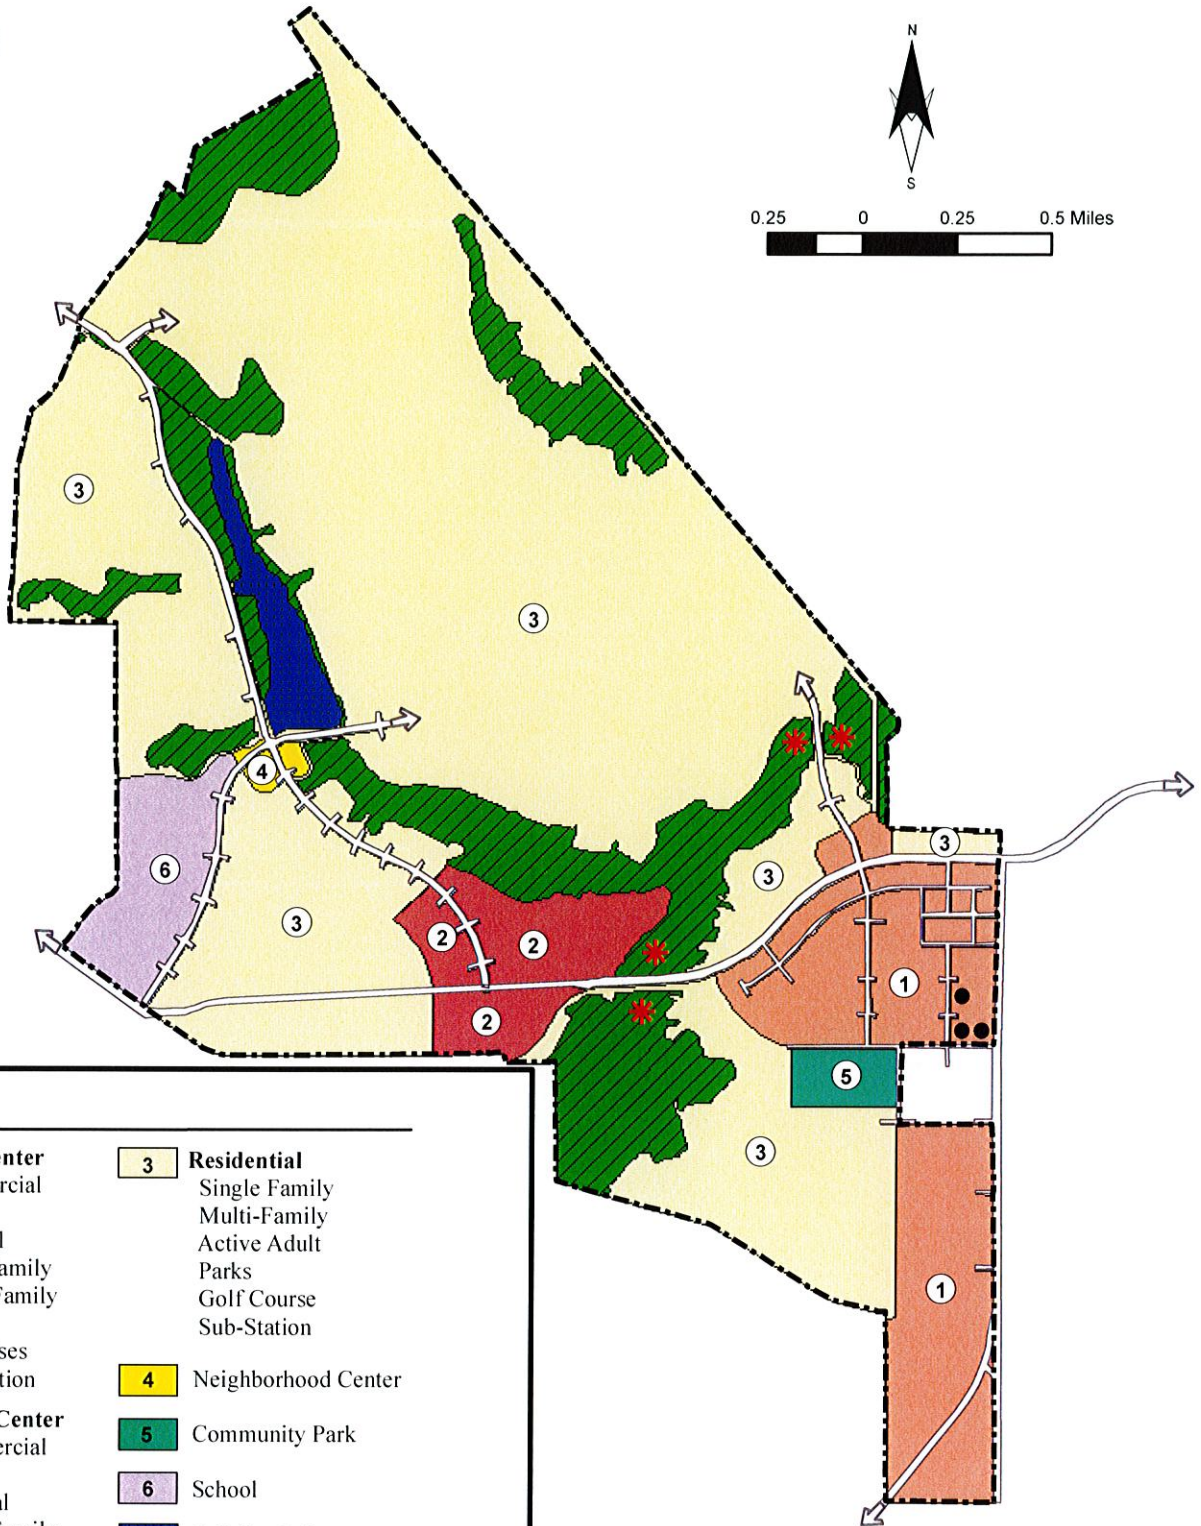 N
S
0.25 0 0.25 0.5 Miles
3
3
4
6
3
2
2
2
3
3
1
5
3
1
3 Residential
Single Family
Multi-Family
Active Adult
Parks
Golf Course
Sub-Station
4 Neighborhood Center
5 Community Park
6 School
Center